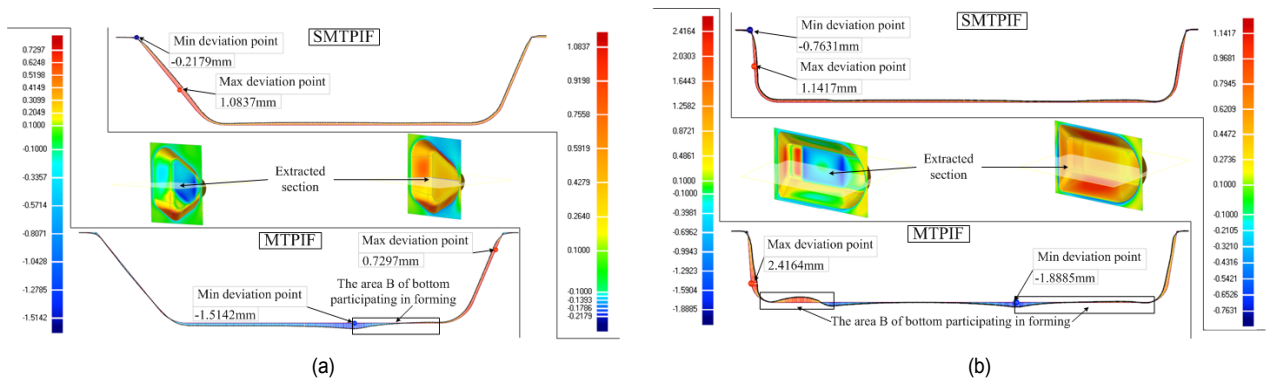 SMTPIF
Min deviation point
-0.2179mm
Max deviation point
1.0837mm
0.7297
0.6248
0.5198
0.4149
0.3099
0.2049
0.1000
-0.1000
-0.3357
-0.5714
-0.8071
-1.0428
-1.2785
-1.5142
Extracted
section
1.0837
0.9198
0.7558
0.5919
0.4279
0.2640
0.1000
-0.1000
-0.1393
-0.1786
-0.2179
MTPIF
Max deviation point
0.7297mm
The area B of bottom
participating in forming
Min deviation point
-1.5142mm
(a)
SMTPIF
Min deviation point
-0.7631mm
Max deviation point
1.1417mm
2.4164
2.0303
1.6443
1.2582
0.8721
0.4861
0.1000
-0.1000
-0.3981
-0.6962
-0.9942
-1.2923
-1.5904
-1.8885
Extracted
section
1.1417
0.9681
0.7945
0.6209
0.4472
0.2736
0.1000
-0.1000
-0.2105
-0.3210
-0.4315
-0.5421
-0.6526
-0.7631
MTPIF
Max deviation point
2.4164mm
Min deviation point
-1.8885mm
The area B of bottom participating in forming
(b)